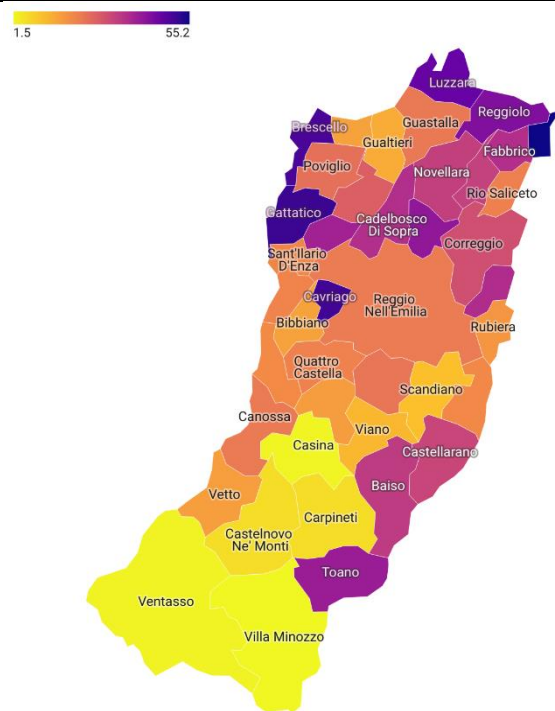 1.5 55.2
Luzzara
Reggiolo
Brescello
Guastalla
Gualtieri
Fabbrico
Poviglio
Novellara
Rio Saliceto
Gattatico
Cadelbosco
Di Sopra
Correggio
Sant'Ilario
D'Enza
Cavriago
Reggio
Nell'Emilia
Bibbiano
Rubiera
Quattro
Castella
Scandiano
Canossa
Viano
Casina
Castellarano
Baiso
Vetto
Carpineti
Castelnovo
Ne' Monti
Toano
Ventasso
Villa Minozzo